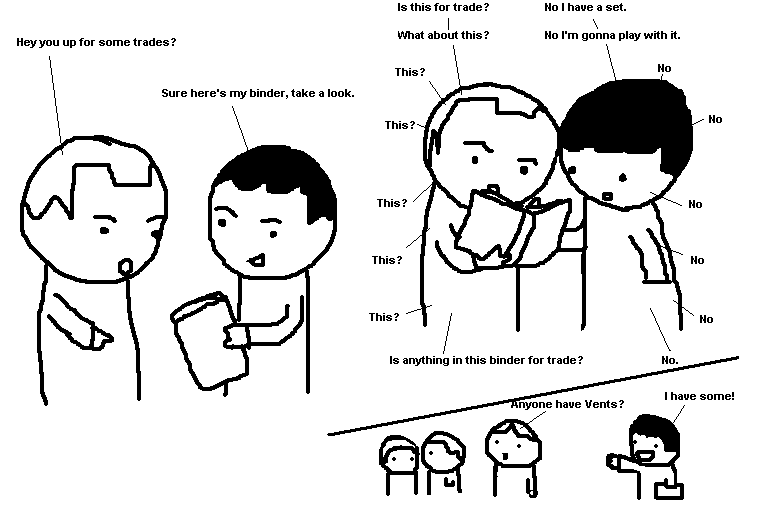 Hey you up for some trades?
Sure here's my binder, take a look.
Is this for trade?
No I have a set.
What about this?
No I'm gonna play with it.
This?
No
This?
No
This?
No
This?
No
This?
No
Is anything in this binder for trade?
No.
Anyone have Vents?
I have some!